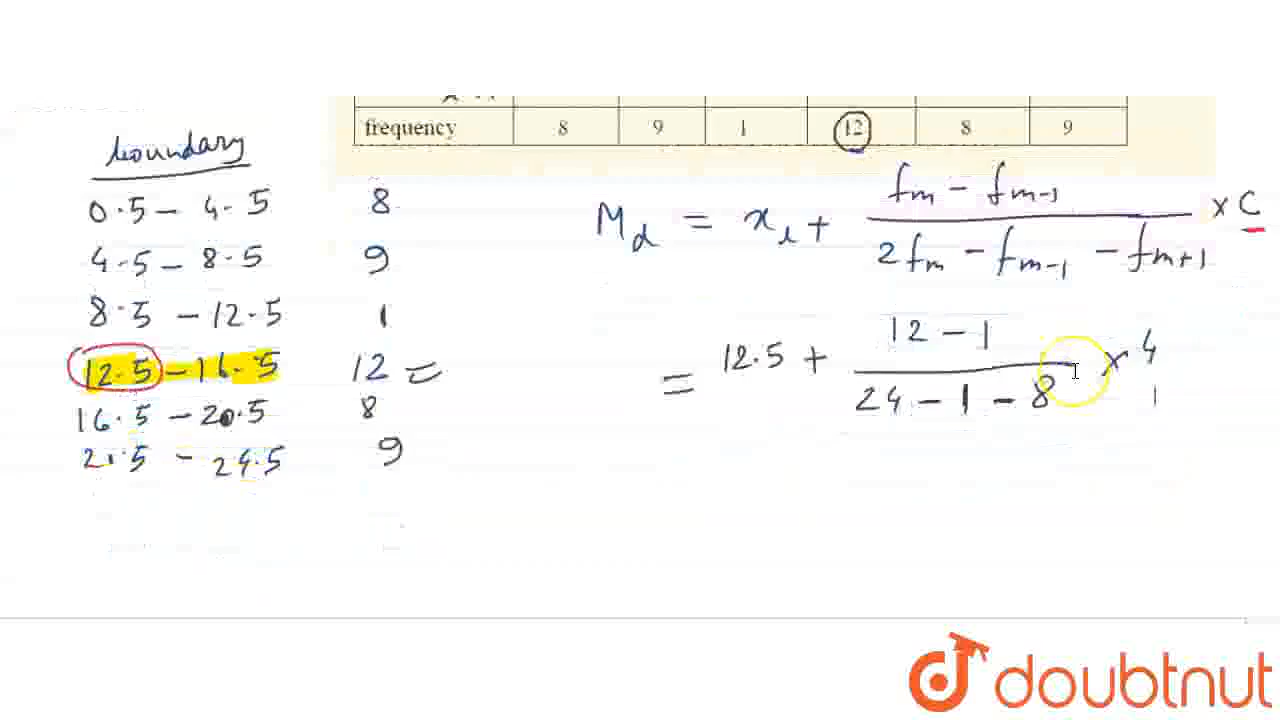 frequency 8 9 1 12 8 9
boundary
0.5 - 4.5 8
4.5 - 8.5 9
8.5 - 12.5 1
12.5 - 16.5 12 =
16.5 - 20.5 8
21.5 - 24.5 9
fm - fm-1
Md = xl + × C
2fm - fm-1 - fm+1
12 - 1
= 12.5 + × 4
24 - 1 - 8 1
doubtnut